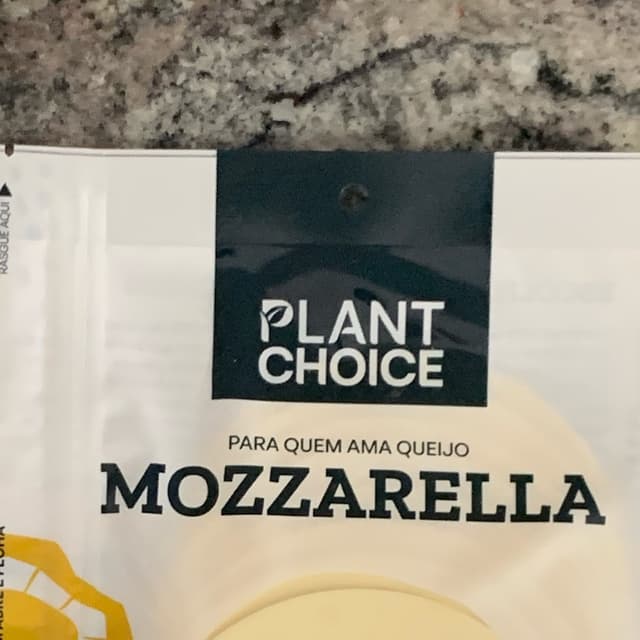 RASGUE AQUI
PLANT
CHOICE
PARA QUEM AMA QUEIJO
MOZZARELLA